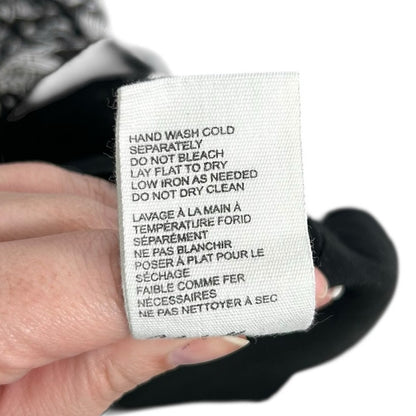 HAND WASH COLD
SEPARATELY
DO NOT BLEACH
LAY FLAT TO DRY
LOW IRON AS NEEDED
DO NOT DRY CLEAN
LAVAGE À LA MAIN À
TEMPÉRATURE FORID
SÉPARÉMENT
NE PAS BLANCHIR
POSER À PLAT POUR LE
SÉCHAGE
FAIBLE COMME FER
NÉCESSAIRES
NE PAS NETTOYER À SEC